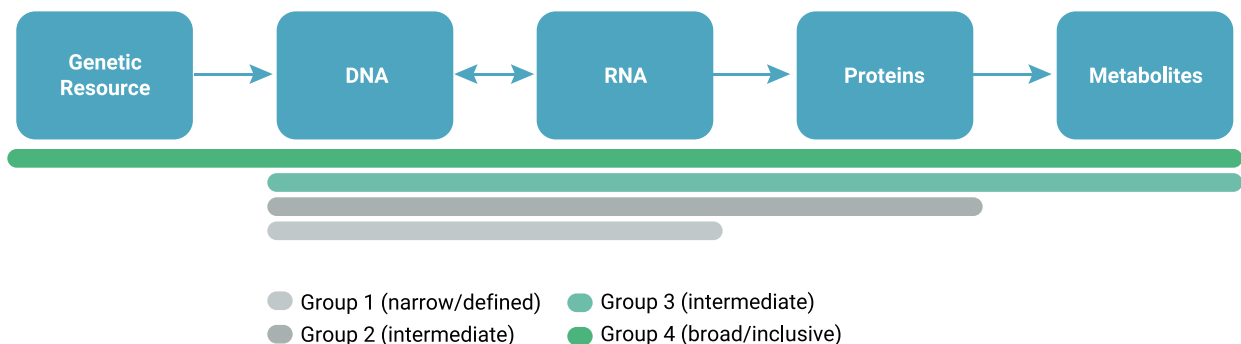 Genetic
Resource
DNA
RNA
Proteins
Metabolites
Group 1 (narrow/defined)
Group 3 (intermediate)
Group 2 (intermediate)
Group 4 (broad/inclusive)